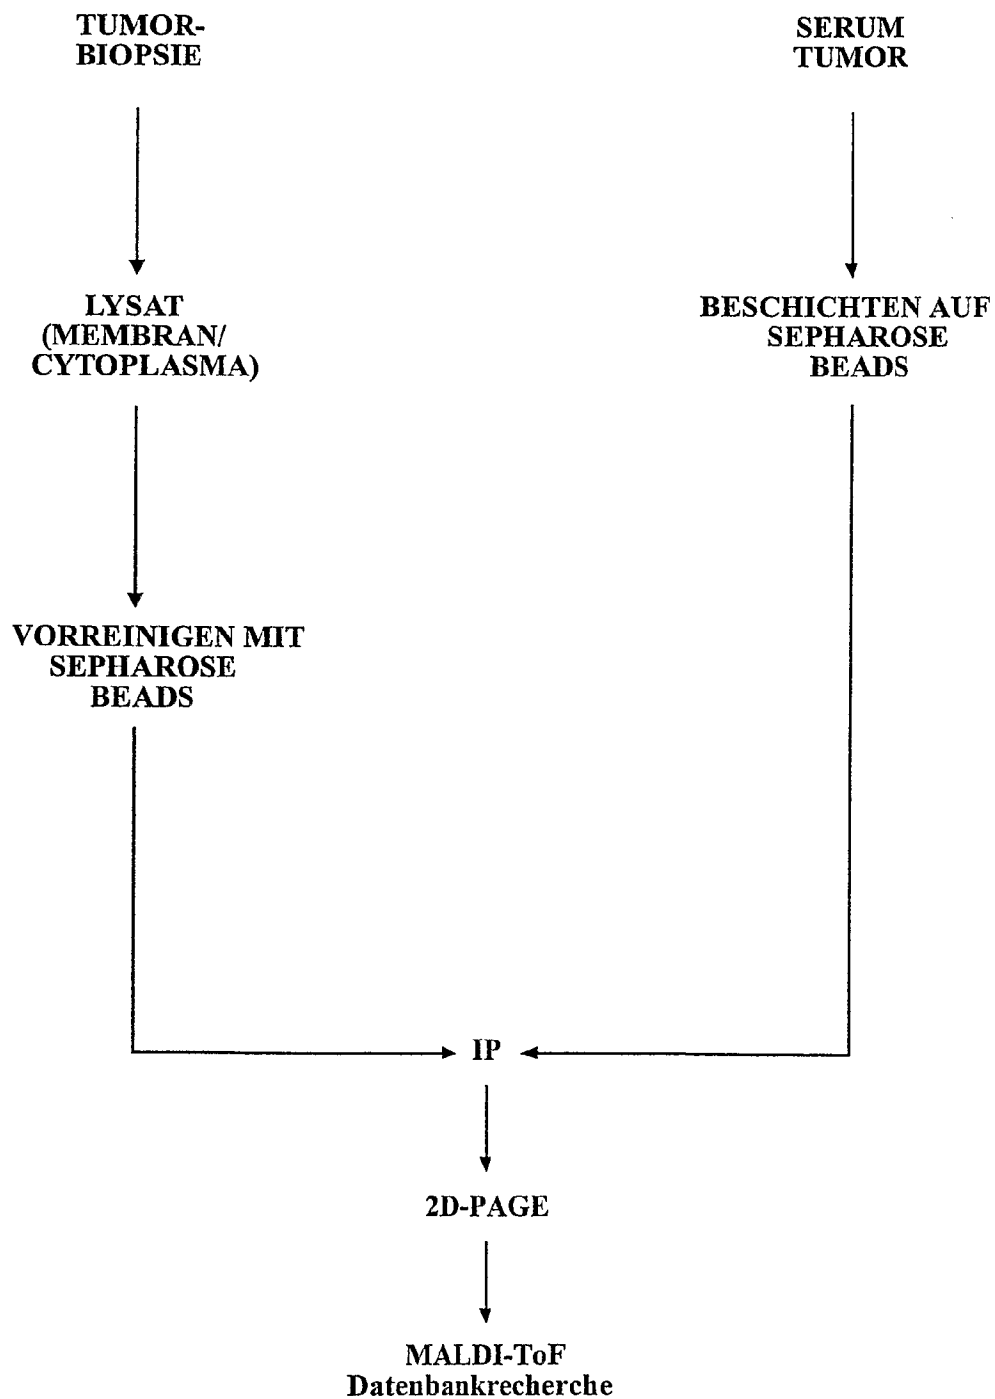 TUMOR-
BIOPSIE
SERUM
TUMOR
LYSAT
(MEMBRAN/
CYTOPLASMA)
BESCHICHTEN AUF
SEPHAROSE
BEADS
VORREINIGEN MIT
SEPHAROSE
BEADS
IP
2D-PAGE
MALDI-ToF
Datenbankrecherche